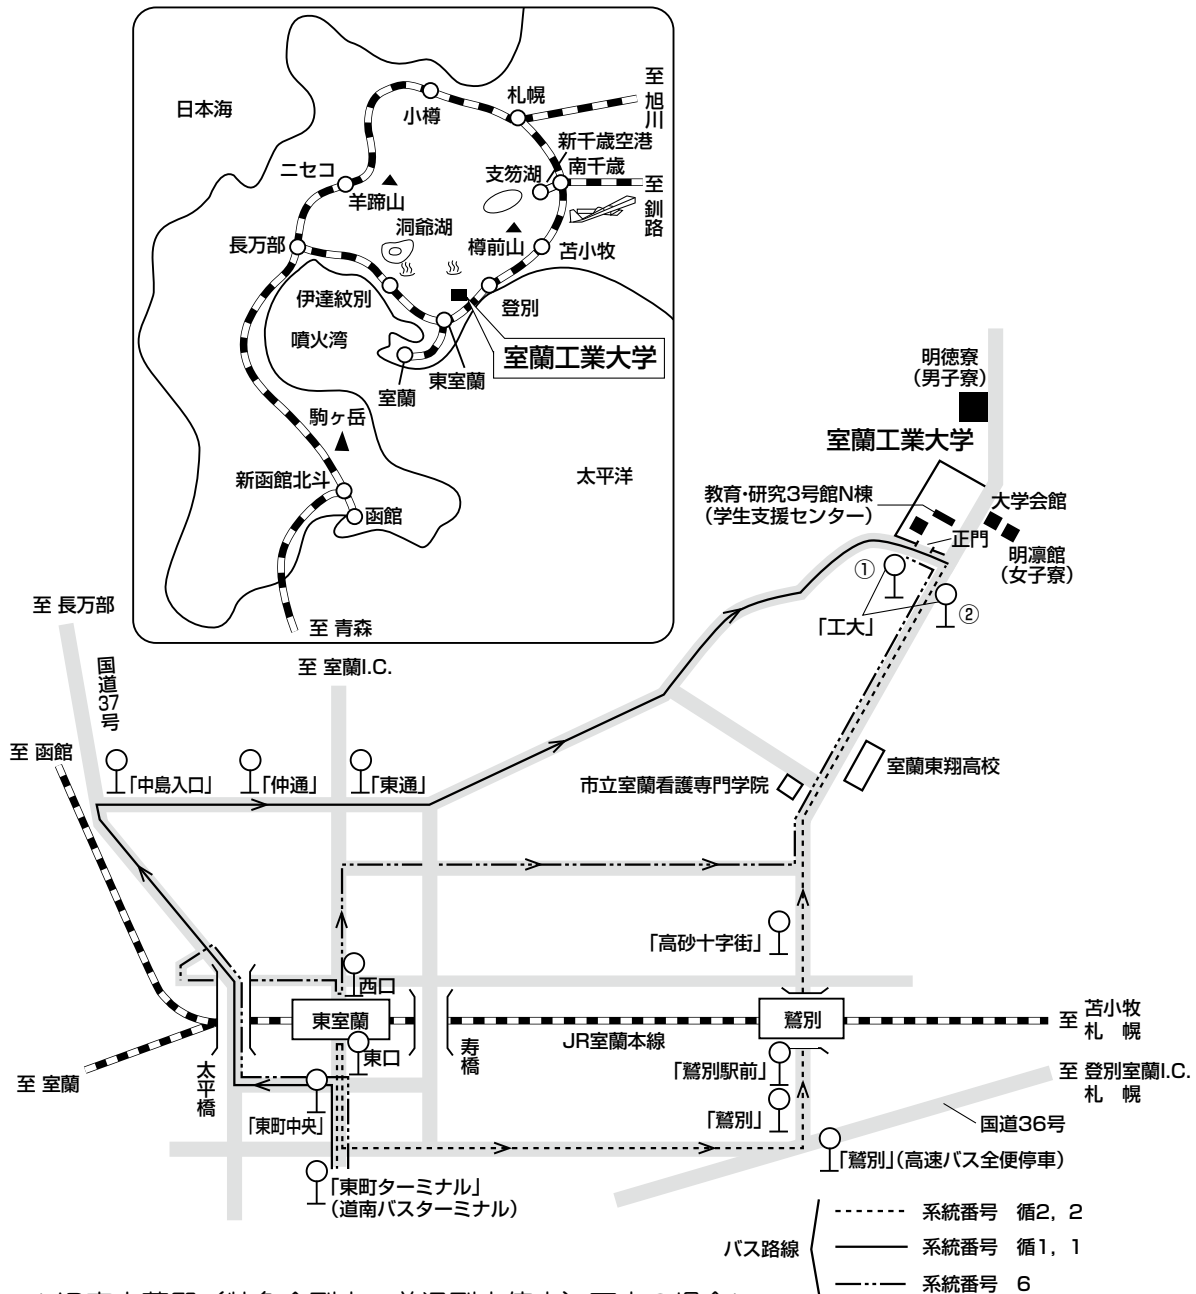 日本海
小樽
札幌
至 旭川
新千歳空港
南千歳
支笏湖
至 釧路
ニセコ
羊蹄山
洞爺湖
樽前山
苫小牧
長万部
伊達紋別
登別
噴火湾
室蘭工業大学
東室蘭
室蘭
駒ヶ岳
新函館北斗
函館
太平洋
至 青森
明徳寮
(男子寮)
室蘭工業大学
教育・研究3号館N棟
(学生支援センター)
大学会館
正門
明凛館
(女子寮)
①
②
「工大」
至 長万部
国道37号
至 室蘭I.C.
至 函館
「中島入口」
「仲通」
「東通」
市立室蘭看護専門学院
室蘭東翔高校
「高砂十字街」
西口
東室蘭
東口
鷲別
JR室蘭本線
寿橋
太平橋
至 室蘭
至 苫小牧
札 幌
「鷲別駅前」
「鷲別」
「東町中央」
至 登別室蘭I.C.
札 幌
国道36号
「鷲別」(高速バス全便停車)
「東町ターミナル」
(道南バスターミナル)
バス路線
系統番号 循2，2
系統番号 循1，1
系統番号 6